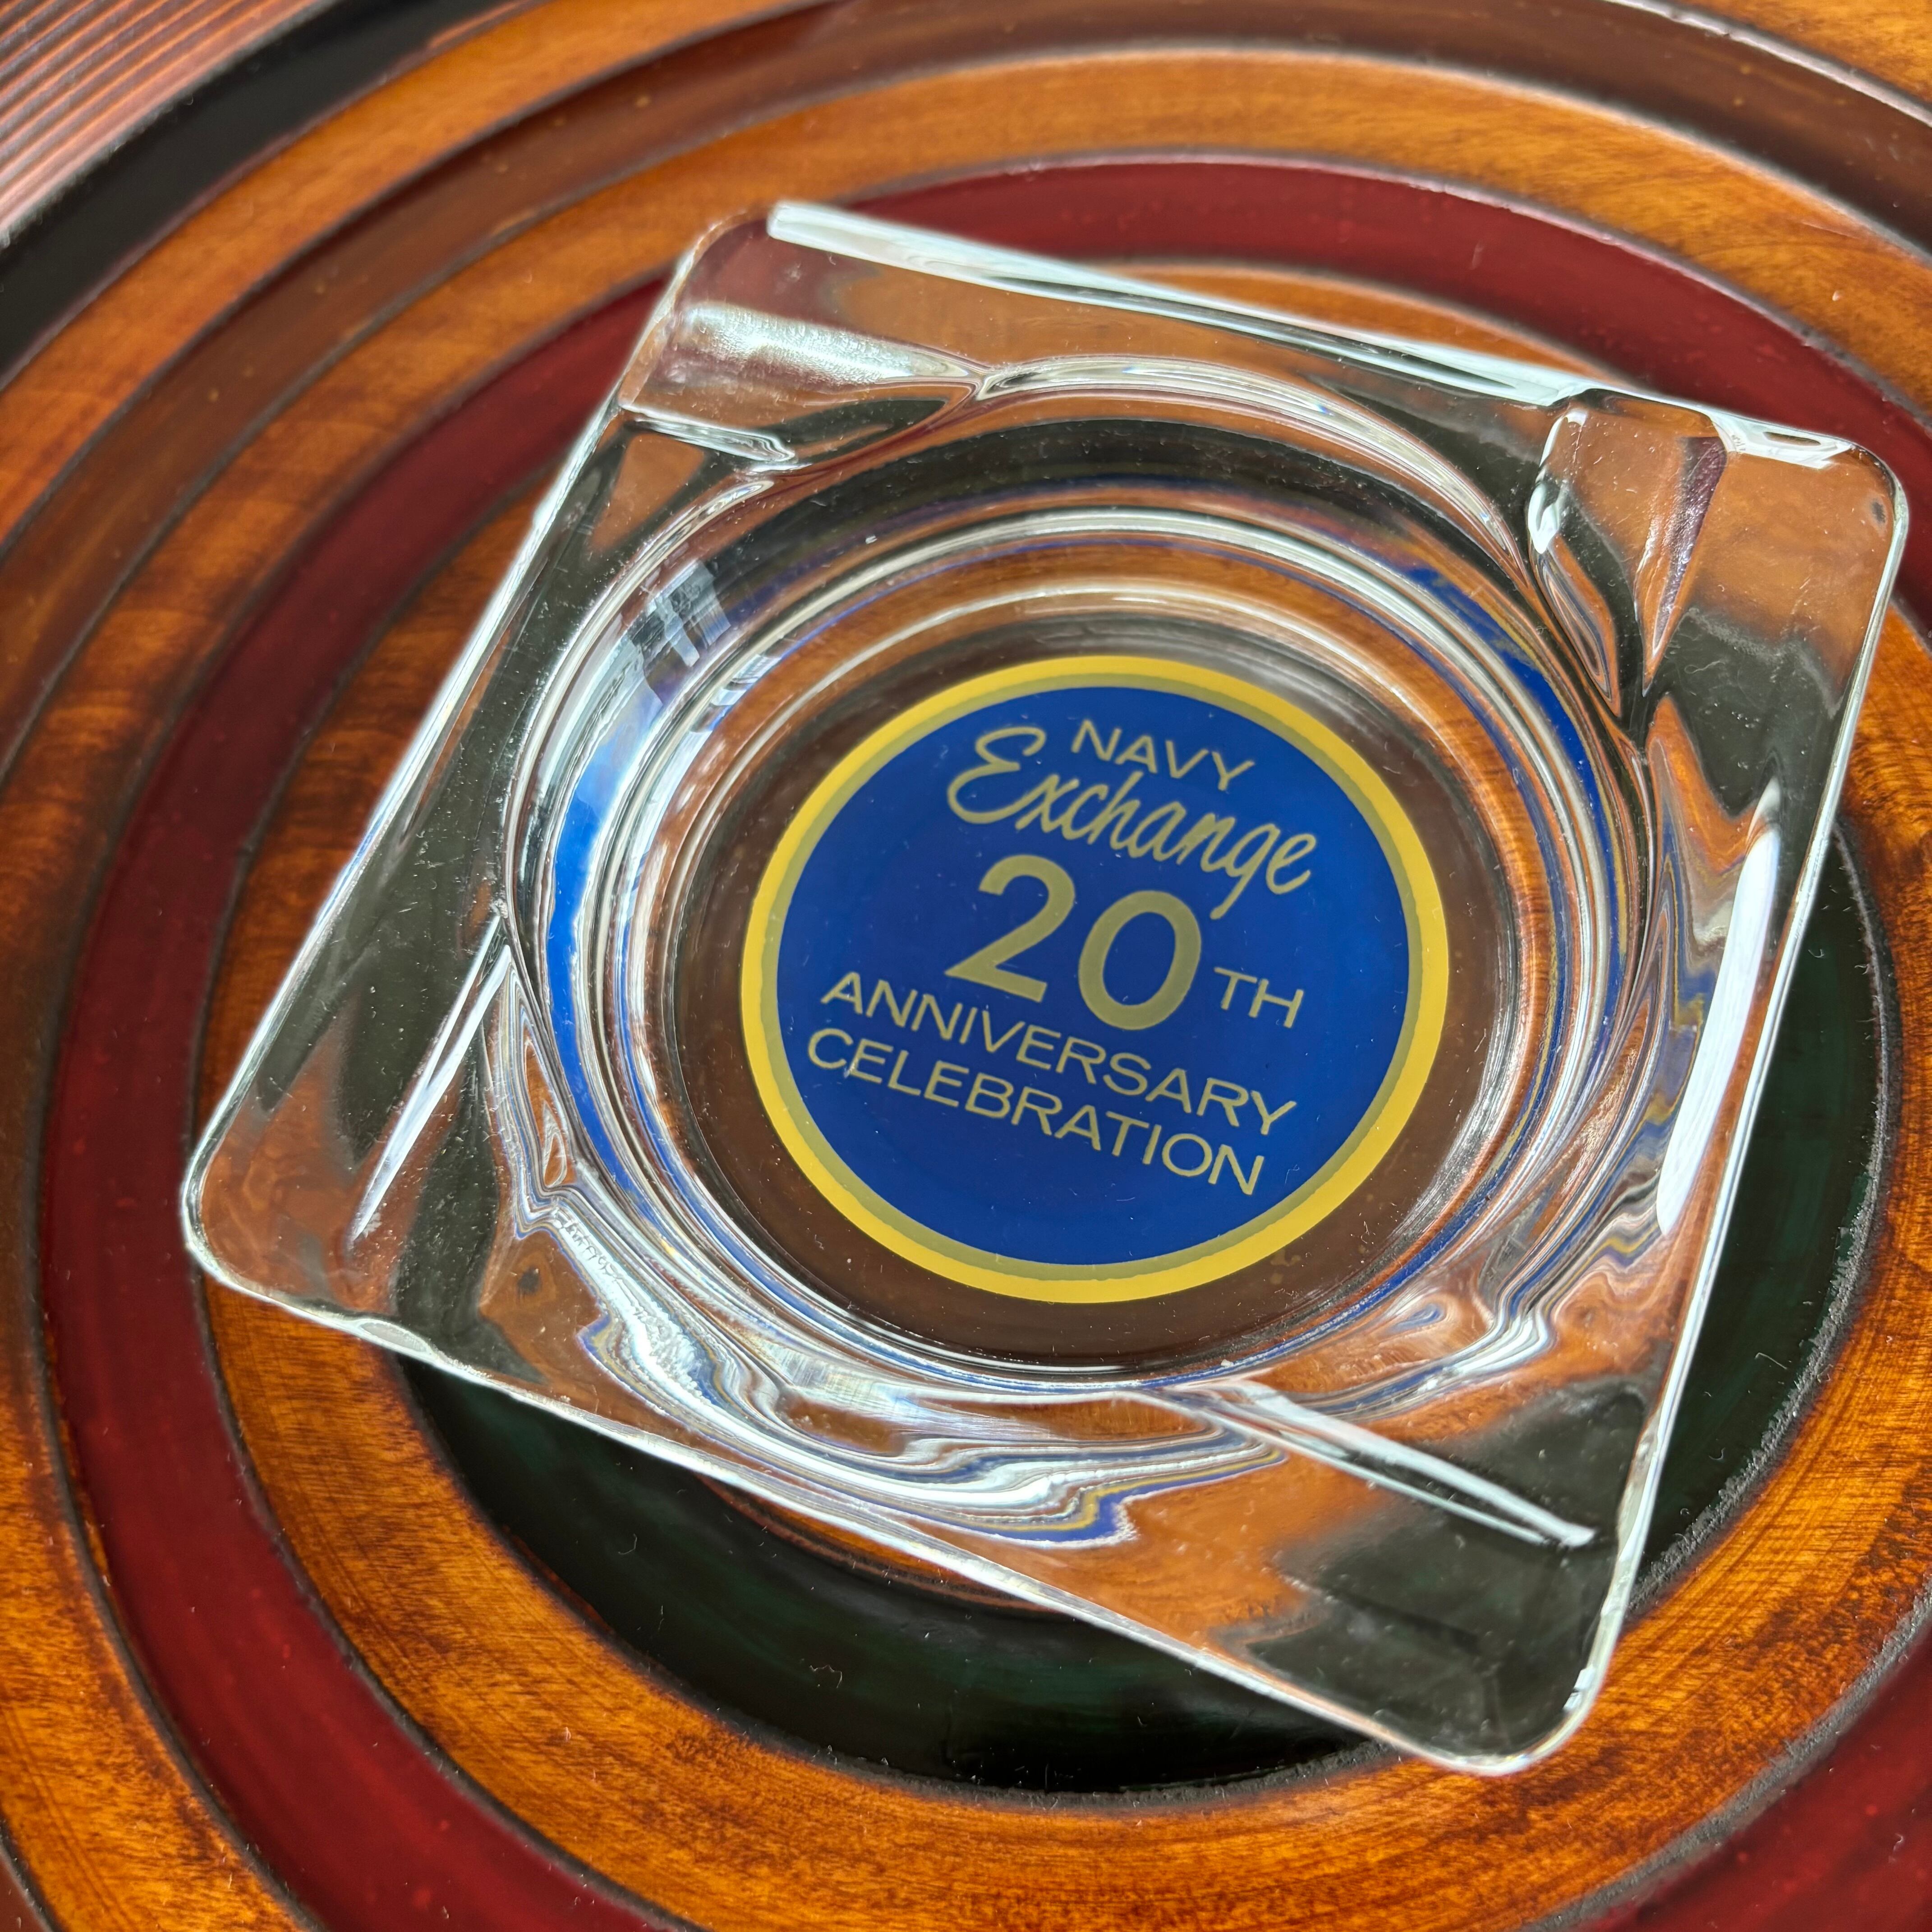 NAVY
Exchange
20TH
ANNIVERSARY
CELEBRATION